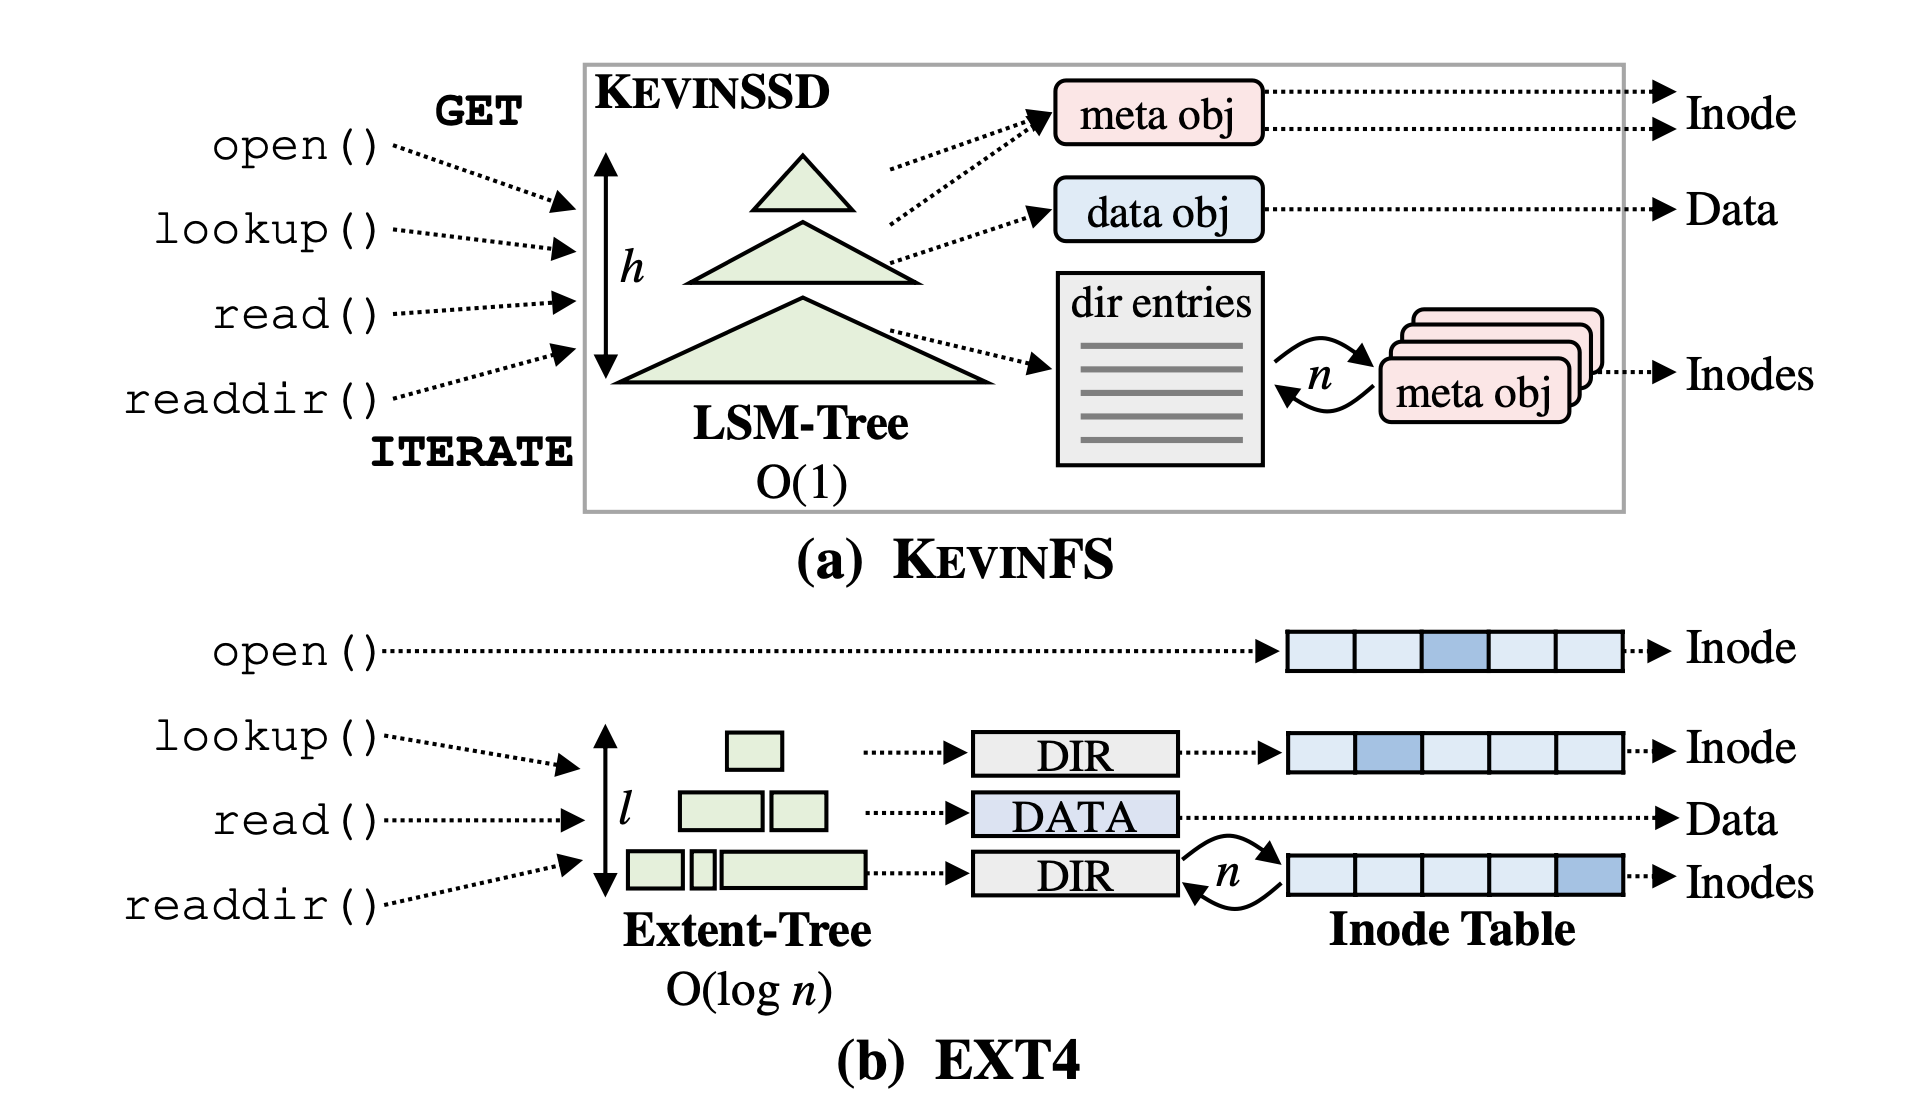 KEVINSSD
GET
open()
lookup()
read()
readdir()
ITERATE
h
LSM-Tree
O(1)
meta obj
data obj
dir entries
n
meta obj
Inode
Data
Inodes
(a) KEVINFS
open()
lookup()
read()
readdir()
l
Extent-Tree
O(log n)
DIR
DATA
DIR
n
Inode Table
Inode
Inode
Data
Inodes
(b) EXT4